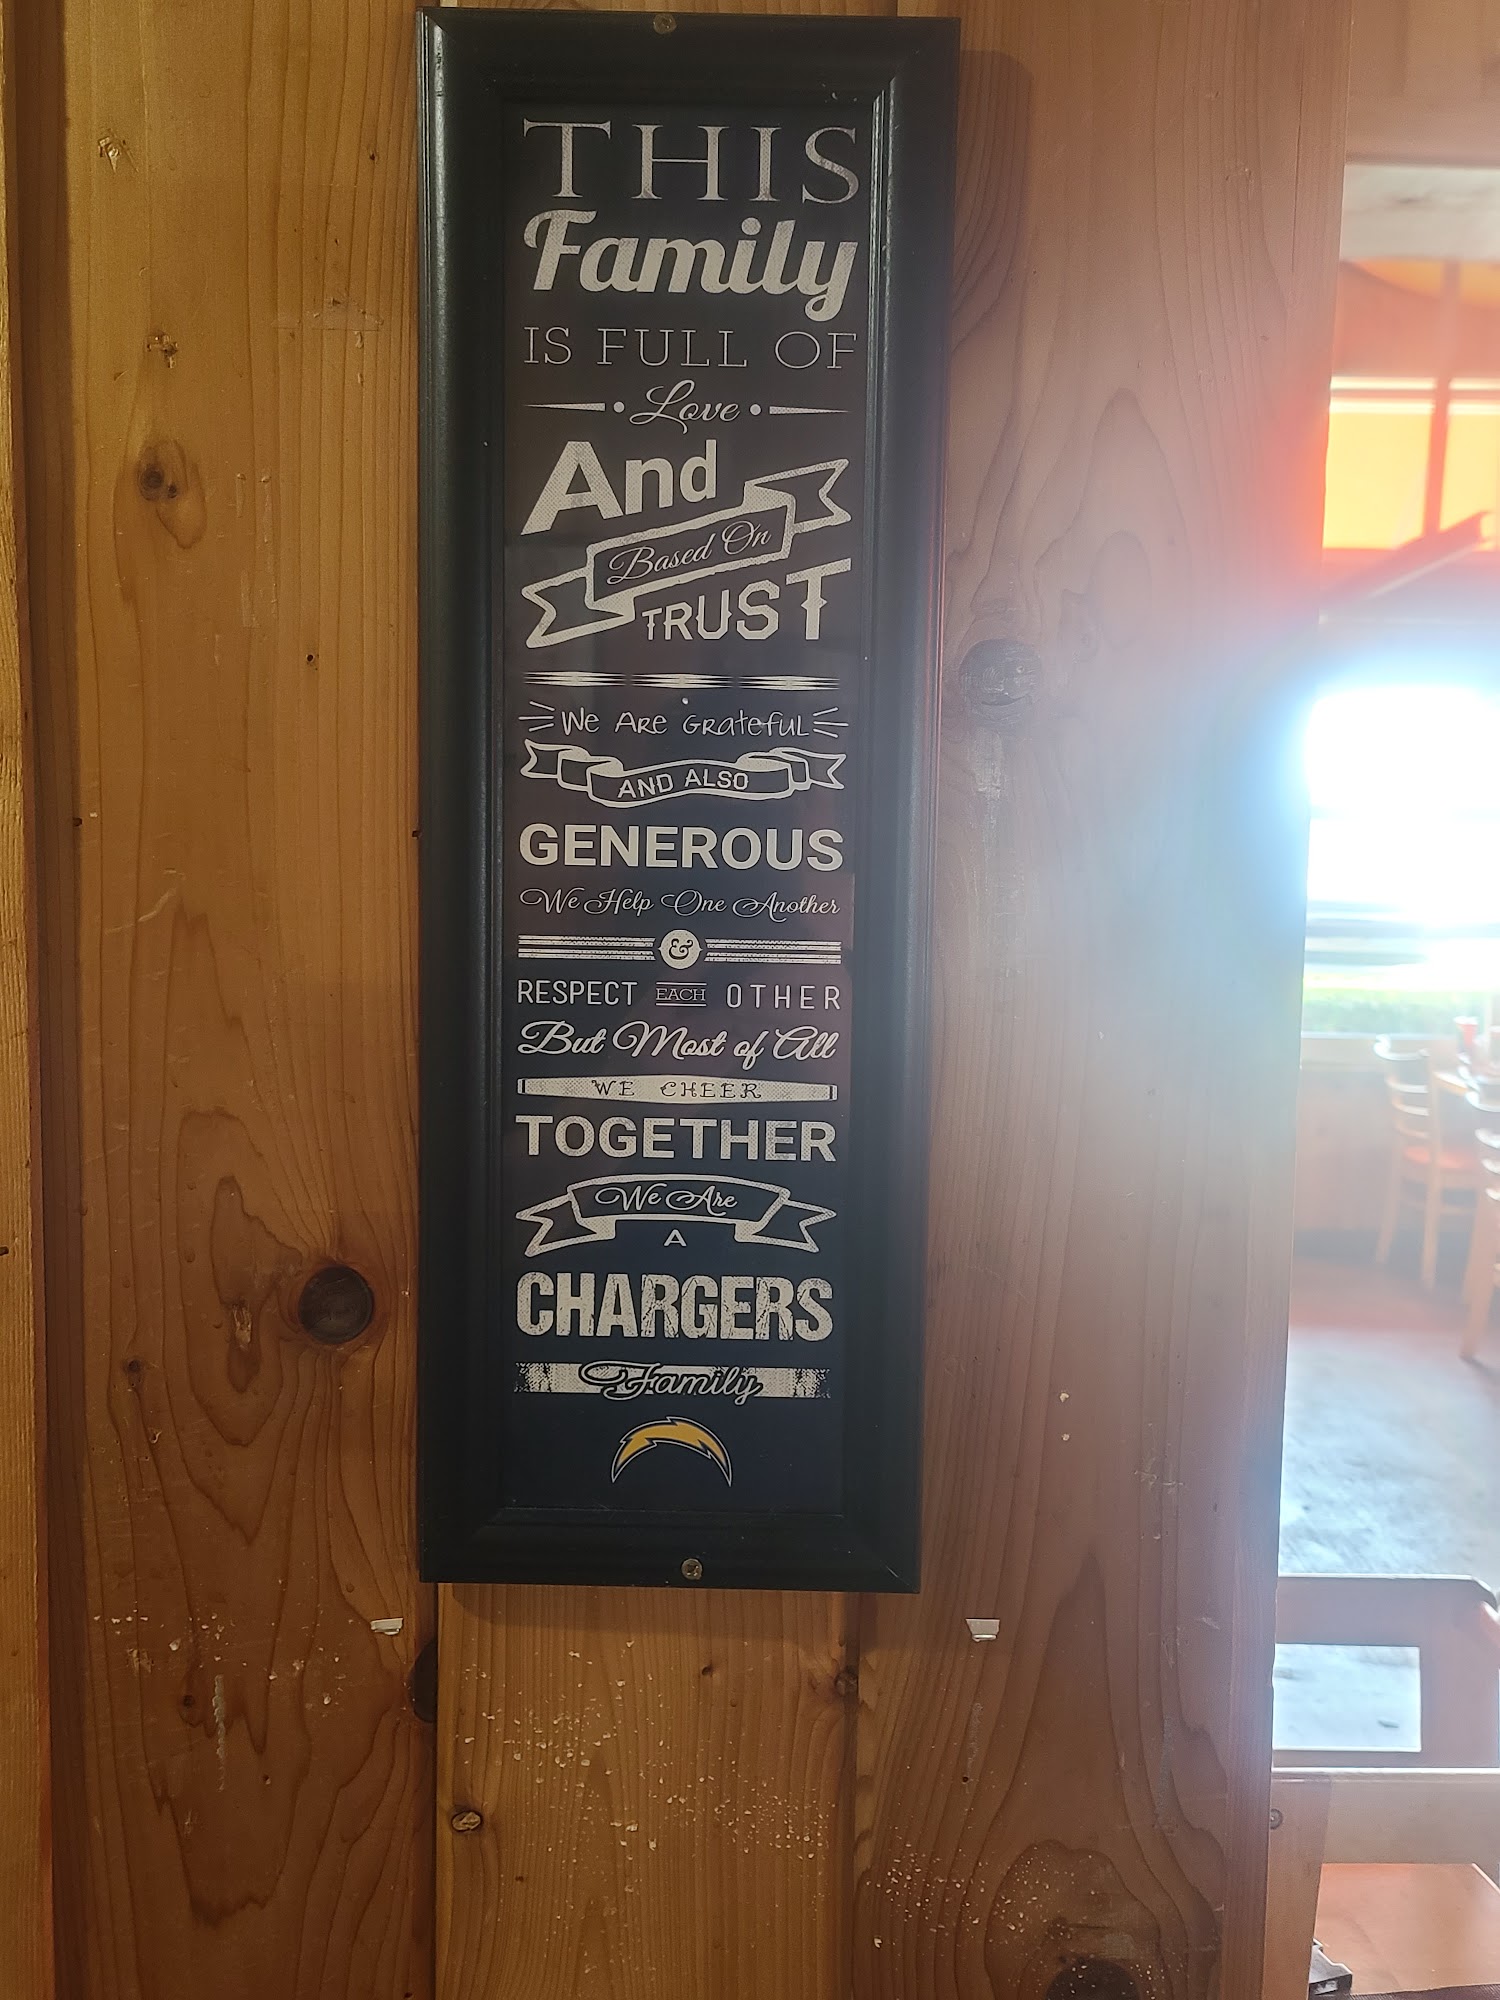 THIS
Family
IS FULL OF
Love
And
Based On
TRUST
We Are Grateful
AND ALSO
GENEROUS
We Help One Another
&
RESPECT EACH OTHER
But Most of All
WE CHEER
TOGETHER
We Are
A
CHARGERS
Family